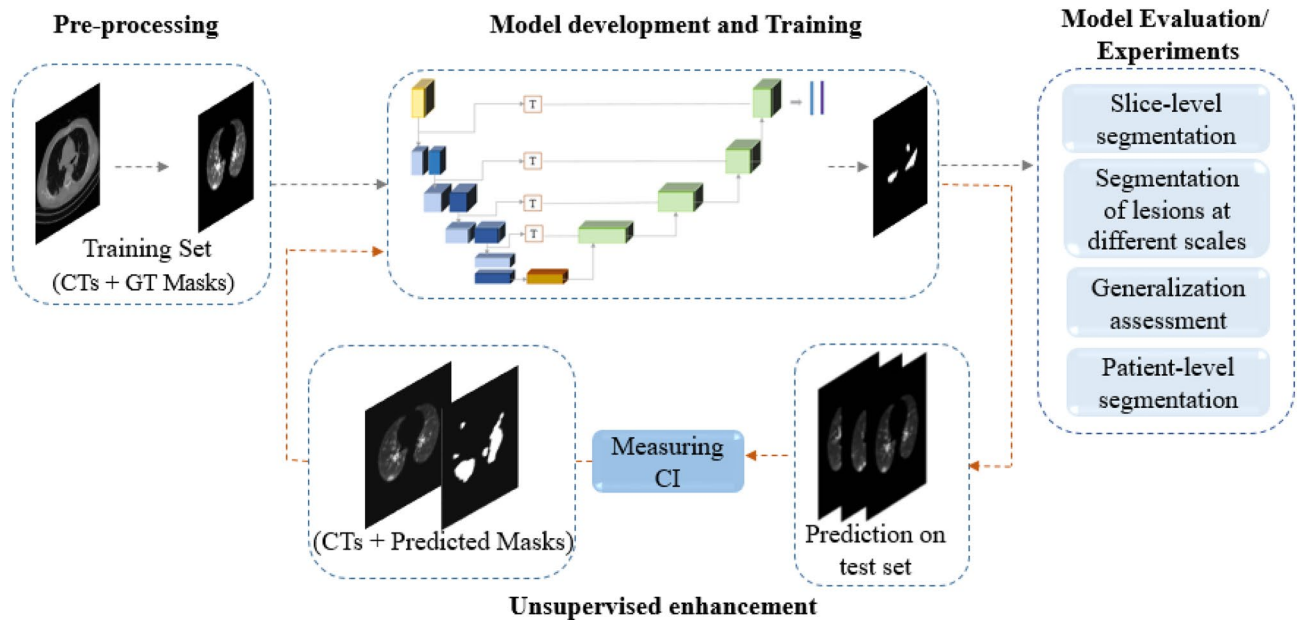 Pre-processing
Model development and Training
Model Evaluation/
Experiments
Training Set
(CTs + GT Masks)
T
T
T
T
Slice-level
segmentation
Segmentation
of lesions at
different scales
Generalization
assessment
Patient-level
segmentation
(CTs + Predicted Masks)
Measuring
CI
Prediction on
test set
Unsupervised enhancement